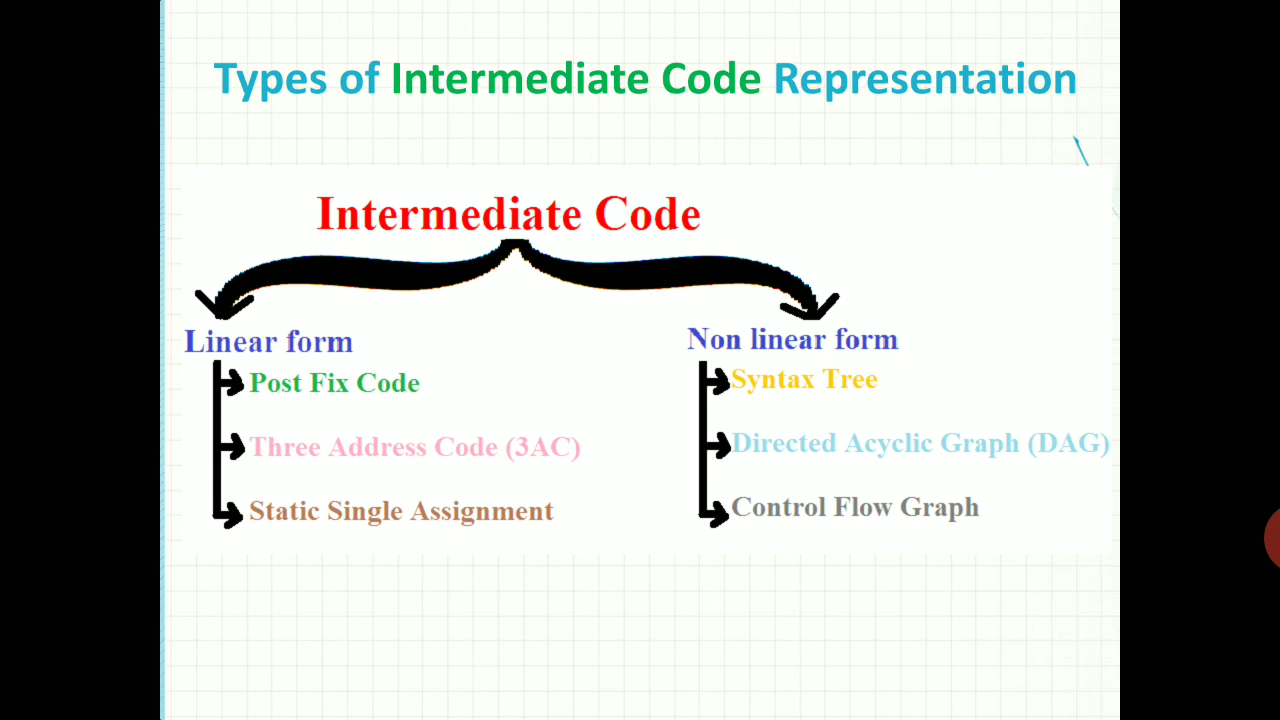 Types of Intermediate Code Representation
Intermediate Code
Linear form
Post Fix Code
Three Address Code (3AC)
Static Single Assignment
Non linear form
Syntax Tree
Directed Acyclic Graph (DAG)
Control Flow Graph